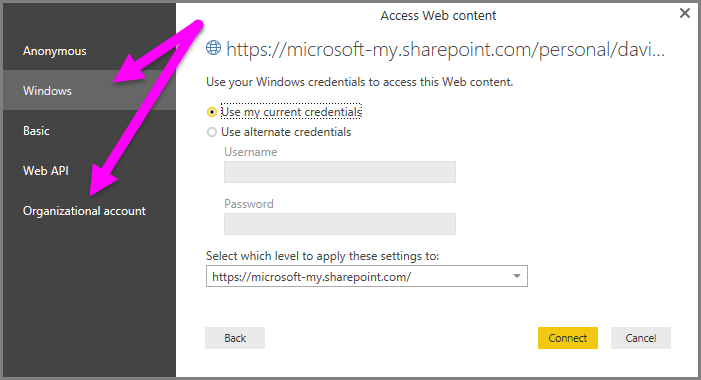 Access Web content
Anonymous
Windows
Basic
Web API
Organizational account
https://microsoft-my.sharepoint.com/personal/davi...
Use your Windows credentials to access this Web content.
Use my current credentials
Use alternate credentials
Username
Password
Select which level to apply these settings to:
https://microsoft-my.sharepoint.com/
Back
Connect
Cancel